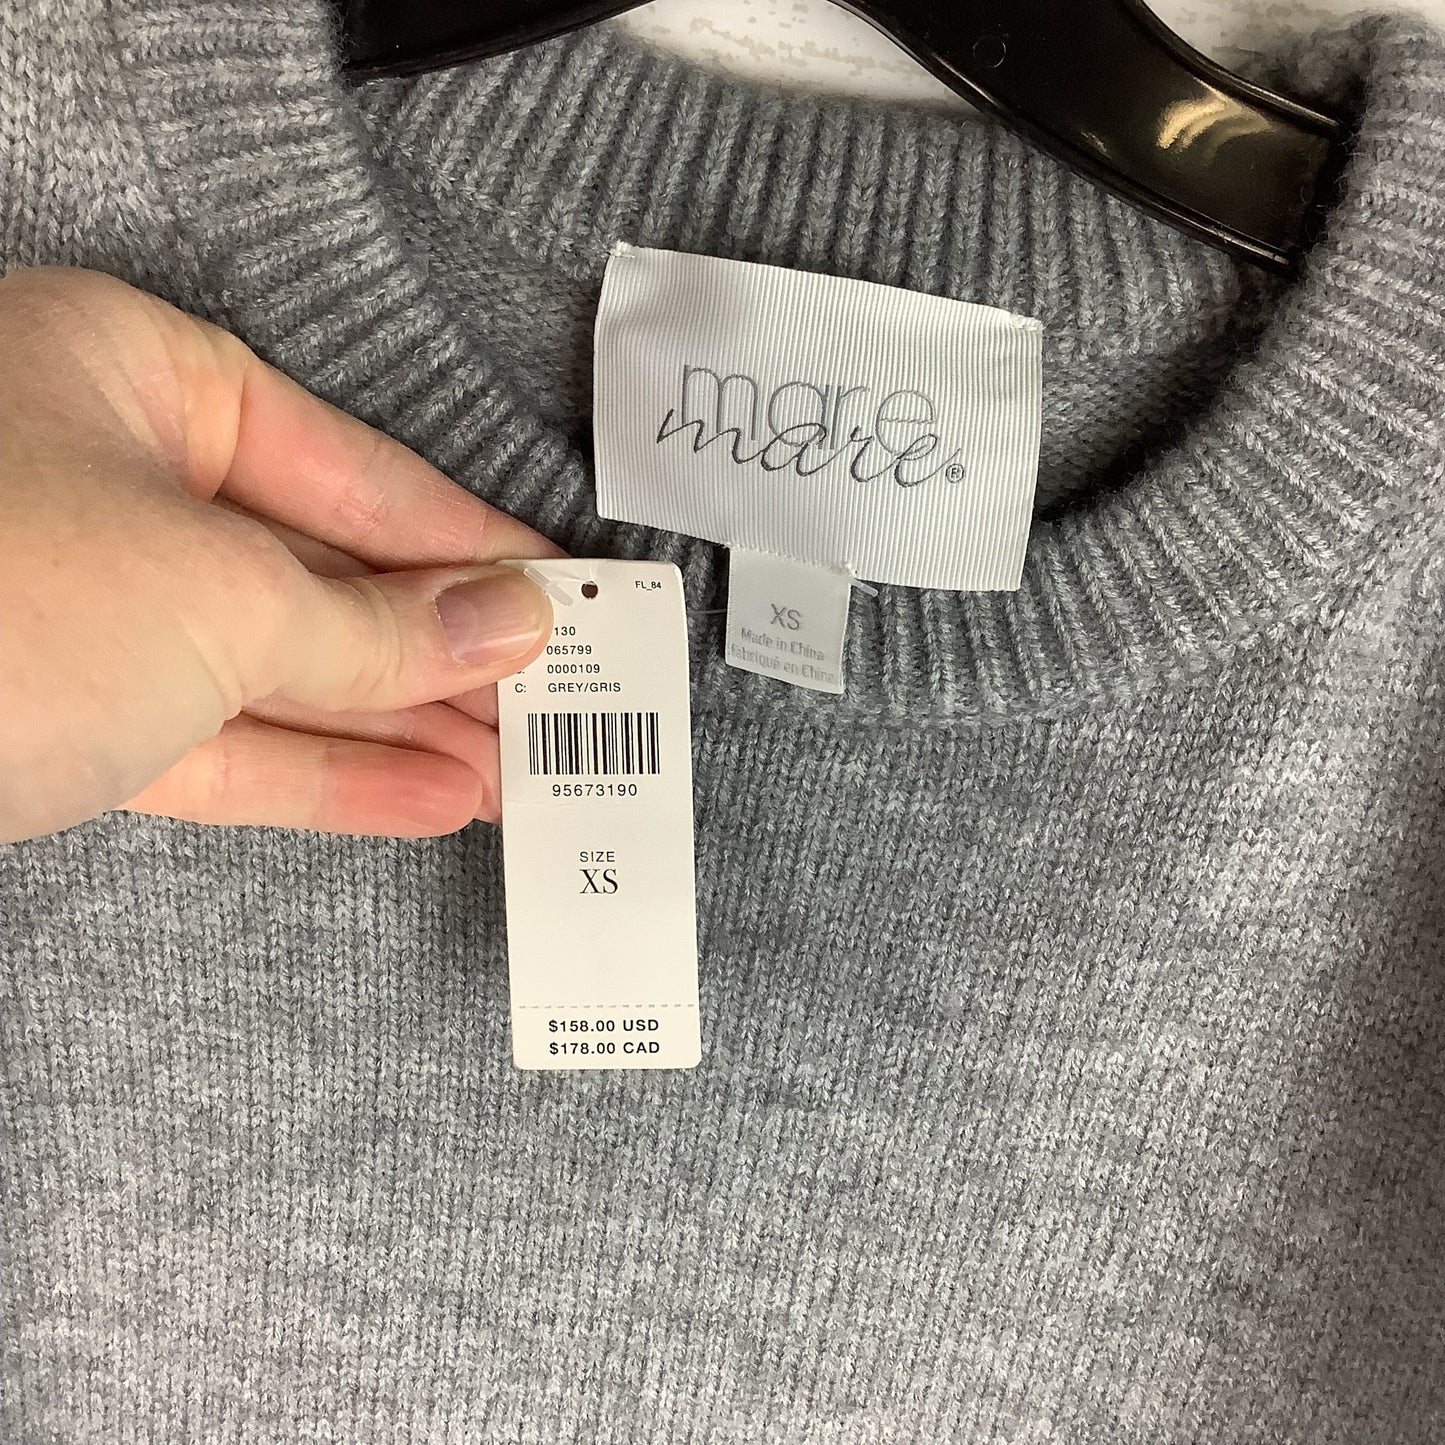 mare
mare®
XS
Made in China
fabriqué en Chine
FL_84
130
065799
0000109
C: GREY/GRIS
95673190
SIZE
XS
$158.00 USD
$178.00 CAD